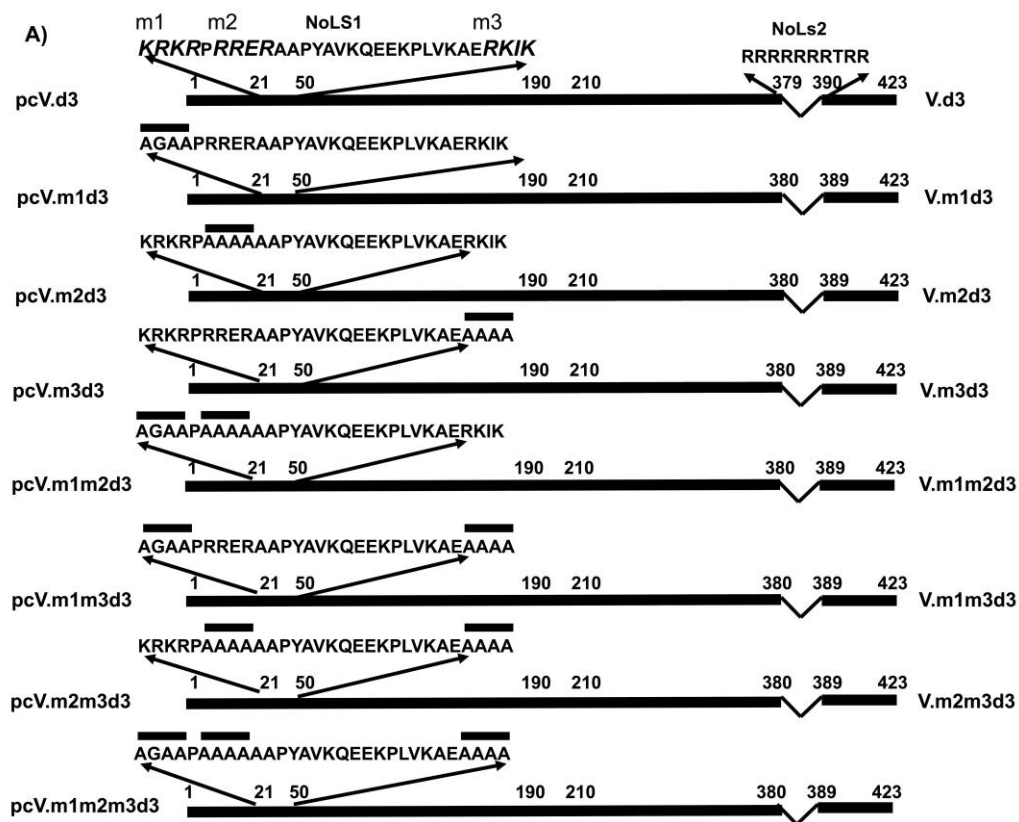 A)
m1 m2 NoLS1 m3
KRKRPRRERAAPYAVKQEEKPLVKAERKIK
NoLs2
RRRRRRRTRR
1 21 50 190 210 379 390 423
pcV.d3 V.d3
AGAAPRRERAAPYAVKQEEKPLVKAERKIK
1 21 50 190 210 380 389 423
pcV.m1d3 V.m1d3
KRKRPAAAAAAPYAVKQEEKPLVKAERKIK
1 21 50 190 210 380 389 423
pcV.m2d3 V.m2d3
KRKRPRRERAAPYAVKQEEKPLVKAEAAAA
1 21 50 190 210 380 389 423
pcV.m3d3 V.m3d3
AGAAPAAAAAAPYAVKQEEKPLVKAERKIK
1 21 50 190 210 380 389 423
pcV.m1m2d3 V.m1m2d3
AGAAPRRERAAPYAVKQEEKPLVKAEAAAA
1 21 50 190 210 380 389 423
pcV.m1m3d3 V.m1m3d3
KRKRPAAAAAAPYAVKQEEKPLVKAEAAAA
1 21 50 190 210 380 389 423
pcV.m2m3d3 V.m2m3d3
AGAAPAAAAAAPYAVKQEEKPLVKAEAAAA
1 21 50 190 210 380 389 423
pcV.m1m2m3d3